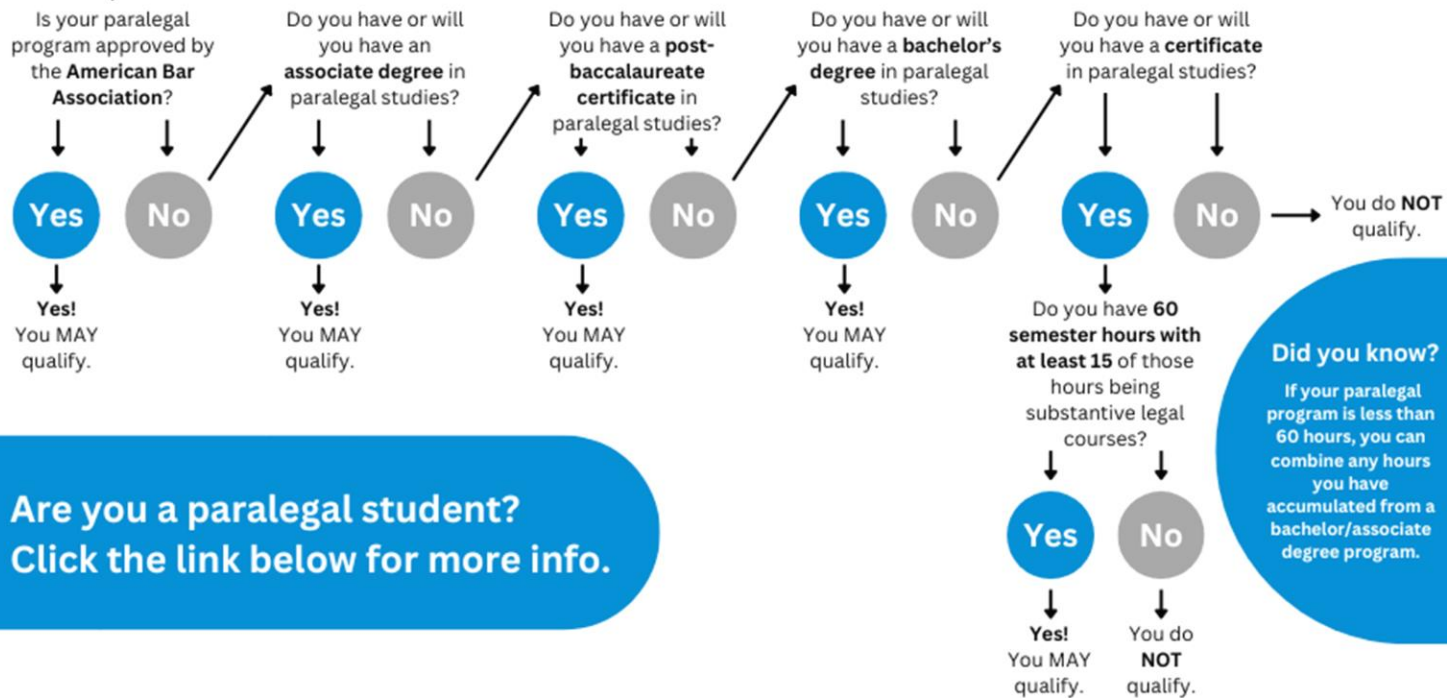 Is your paralegal
program approved by
the American Bar
Association?
Yes
No
Yes!
You MAY
qualify.
Do you have or will
you have an
associate degree in
paralegal studies?
Yes
No
Yes!
You MAY
qualify.
Do you have or will
you have a post-
baccalaureate
certificate in
paralegal studies?
Yes
No
Yes!
You MAY
qualify.
Do you have or will
you have a bachelor's
degree in paralegal
studies?
Yes
No
Yes!
You MAY
qualify.
Do you have or will
you have a certificate
in paralegal studies?
Yes
No
You do NOT
qualify.
Do you have 60
semester hours with
at least 15 of those
hours being
substantive legal
courses?
Yes
No
Yes!
You MAY
qualify.
You do
NOT
qualify.
Did you know?
If your paralegal
program is less than
60 hours, you can
combine any hours
you have
accumulated from a
bachelor/associate
degree program.
Are you a paralegal student?
Click the link below for more info.